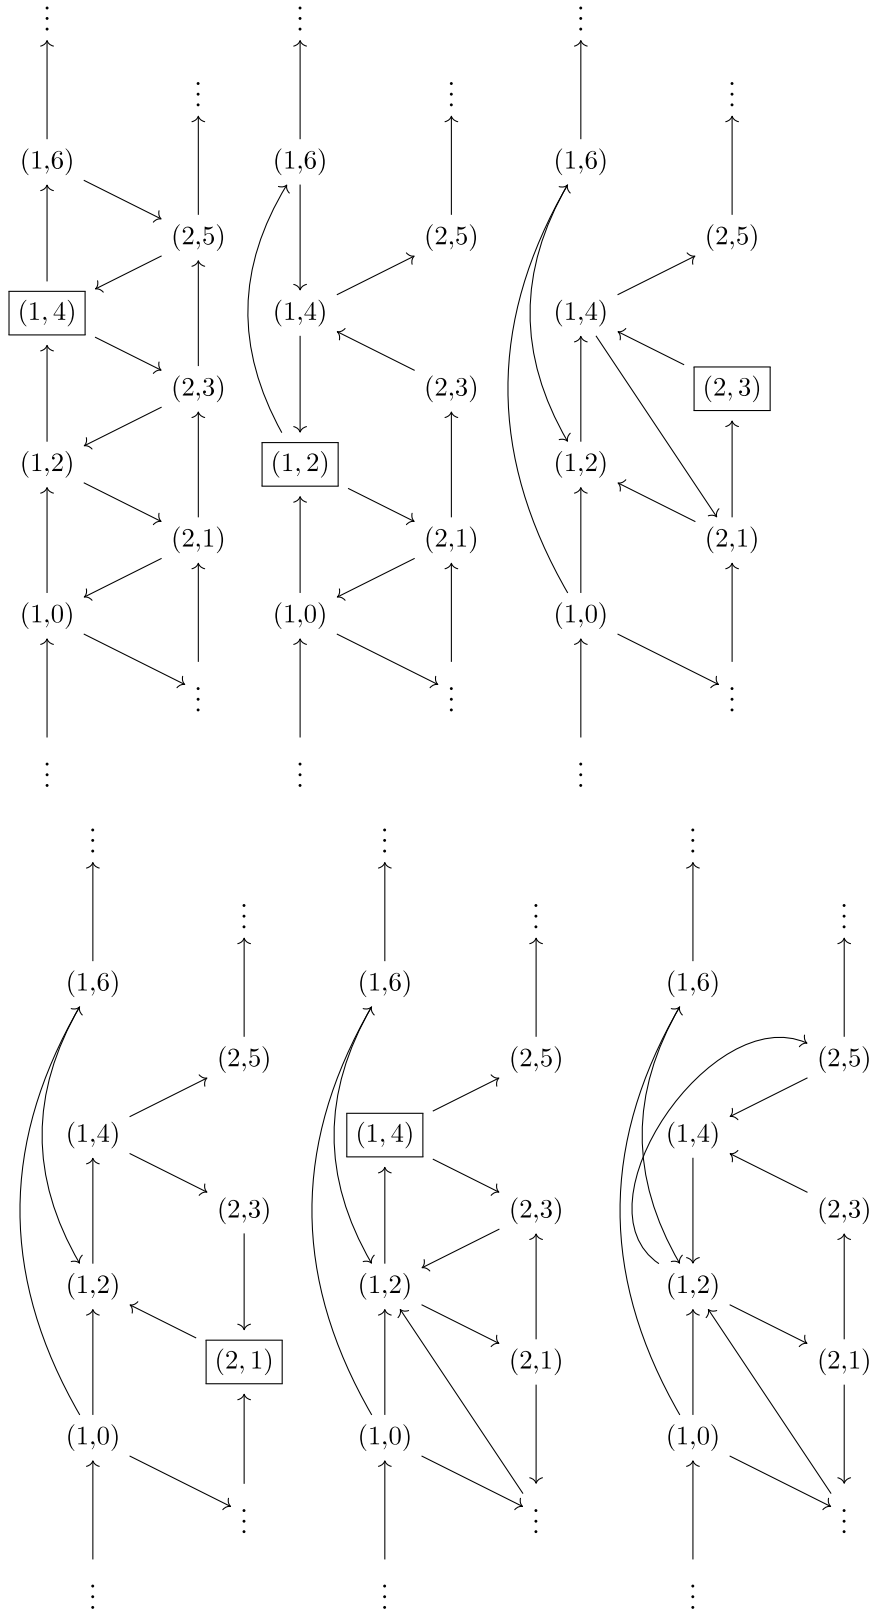 ⋮ ⋮ ⋮
⋮ ⋮ ⋮
(1,6) (1,6) (1,6)
(2,5) (2,5) (2,5)
(1, 4) (1,4) (1,4)
(2,3) (2,3) (2, 3)
(1,2) (1, 2) (1,2)
(2,1) (2,1) (2,1)
(1,0) (1,0) (1,0)
⋮ ⋮ ⋮
⋮ ⋮ ⋮
⋮ ⋮ ⋮
⋮ ⋮ ⋮
(1,6) (1,6) (1,6)
(2,5) (2,5) (2,5)
(1,4) (1, 4) (1,4)
(2,3) (2,3) (2,3)
(1,2) (1,2) (1,2)
(2, 1) (2,1) (2,1)
(1,0) (1,0) (1,0)
⋮ ⋮ ⋮
⋮ ⋮ ⋮